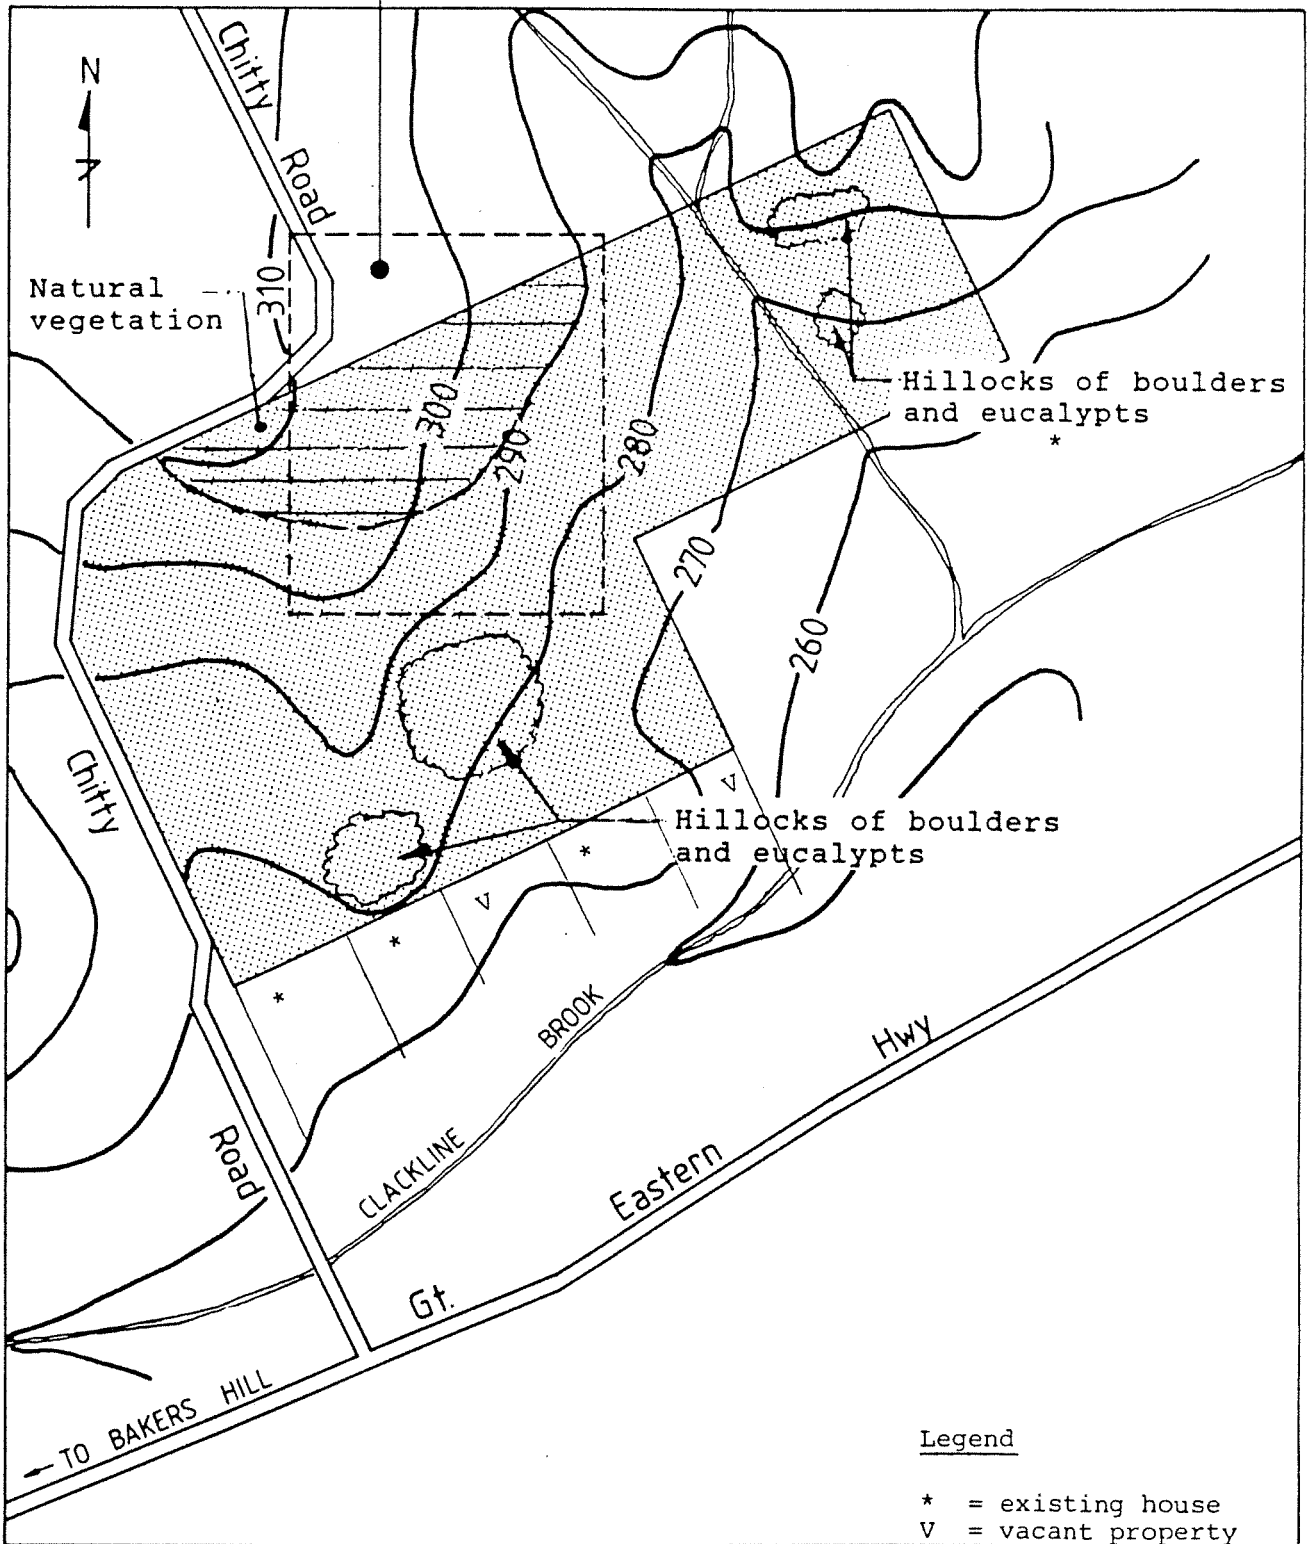 Chitty
Road
N
310
Natural
vegetation
300
290
280
Hillocks of boulders
and eucalypts
*
270
260
Chitty
V
Hillocks of boulders
and eucalypts
*
V
*
*
BROOK
Hwy
CLACKLINE
Eastern
Road
Gt.
← TO BAKERS HILL
Legend
* = existing house
V = vacant property